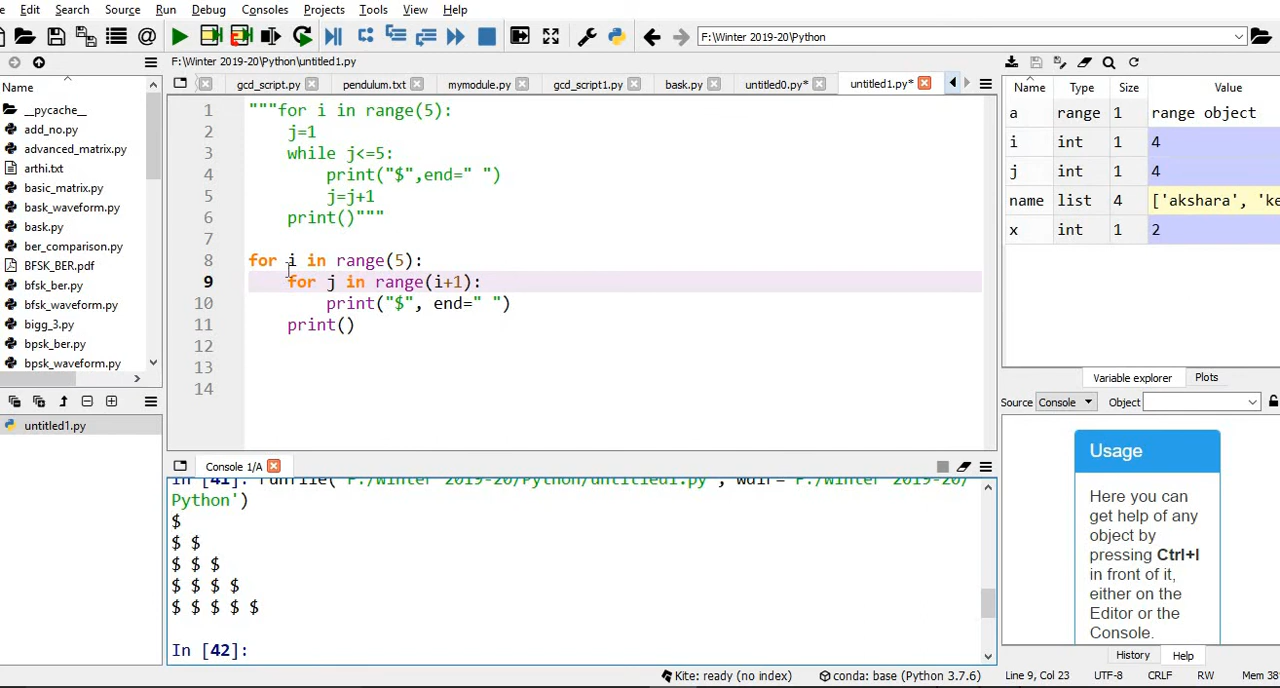 Edit Search Source Run Debug Consoles Projects Tools View Help
F:\Winter 2019-20/Python
F:\Winter 2019-20\Python\untitled1.py
gcd_script.py pendulum.txt mymodule.py gcd_script1.py bask.py untitled0.py* untitled1.py*
Name
__pycache__
add_no.py
advanced_matrix.py
arthi.txt
basic_matrix.py
bask_waveform.py
bask.py
ber_comparison.py
BFSK_BER.pdf
bfsk_ber.py
bfsk_waveform.py
bigg_3.py
bpsk_ber.py
bpsk_waveform.py
untitled1.py
1 """for i in range(5):
2 j=1
3 while j<=5:
4 print("$",end=" ")
5 j=j+1
6 print()"""
7
8 for i in range(5):
9 for j in range(i+1):
10 print("$", end=" ")
11 print()
12
13
14
Name Type Size Value
a range 1 range object
i int 1 4
j int 1 4
name list 4 ['akshara', 'ke
x int 1 2
Variable explorer Plots
Source Console Object
Usage
Here you can
get help of any
object by
pressing Ctrl+I
in front of it,
either on the
Editor or the
Console.
History Help
Console 1/A
In [41]: runfile('F:/Winter 2019-20/Python/untitled1.py', wdir='F:/Winter 2019-20/
Python')
$
$ $
$ $ $
$ $ $ $
$ $ $ $ $
In [42]:
Kite: ready (no index) conda: base (Python 3.7.6) Line 9, Col 23 UTF-8 CRLF RW Mem 38